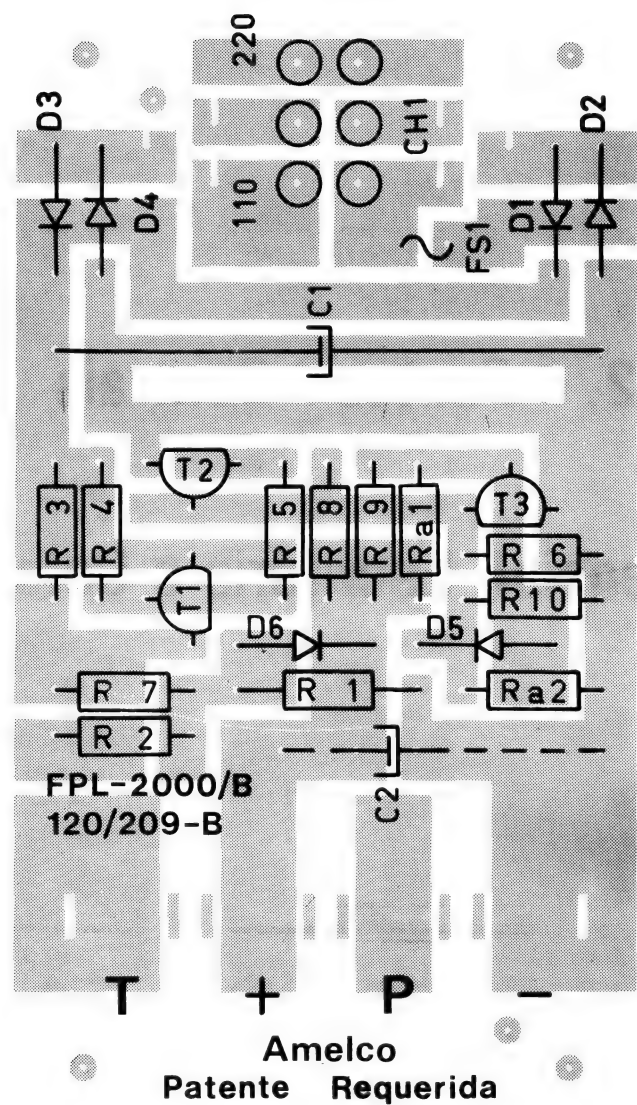 220
D3
D2
CH1
110
D4
D1
FS1
C1
T2
R 3
R 4
R 5
R 8
R 9
Ra1
T3
R 6
T1
R10
D6
D5
R 7
R 1
Ra2
R 2
C2
FPL-2000/B
120/209-B
T + P -
Amelco
Patente Requerida